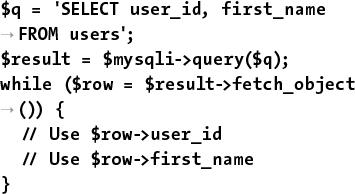 $q = 'SELECT user_id, first_name
→ FROM users';
$result = $mysqli->query($q);
while ($row = $result->fetch_object
→ ()) {
// Use $row->user_id
// Use $row->first_name
}